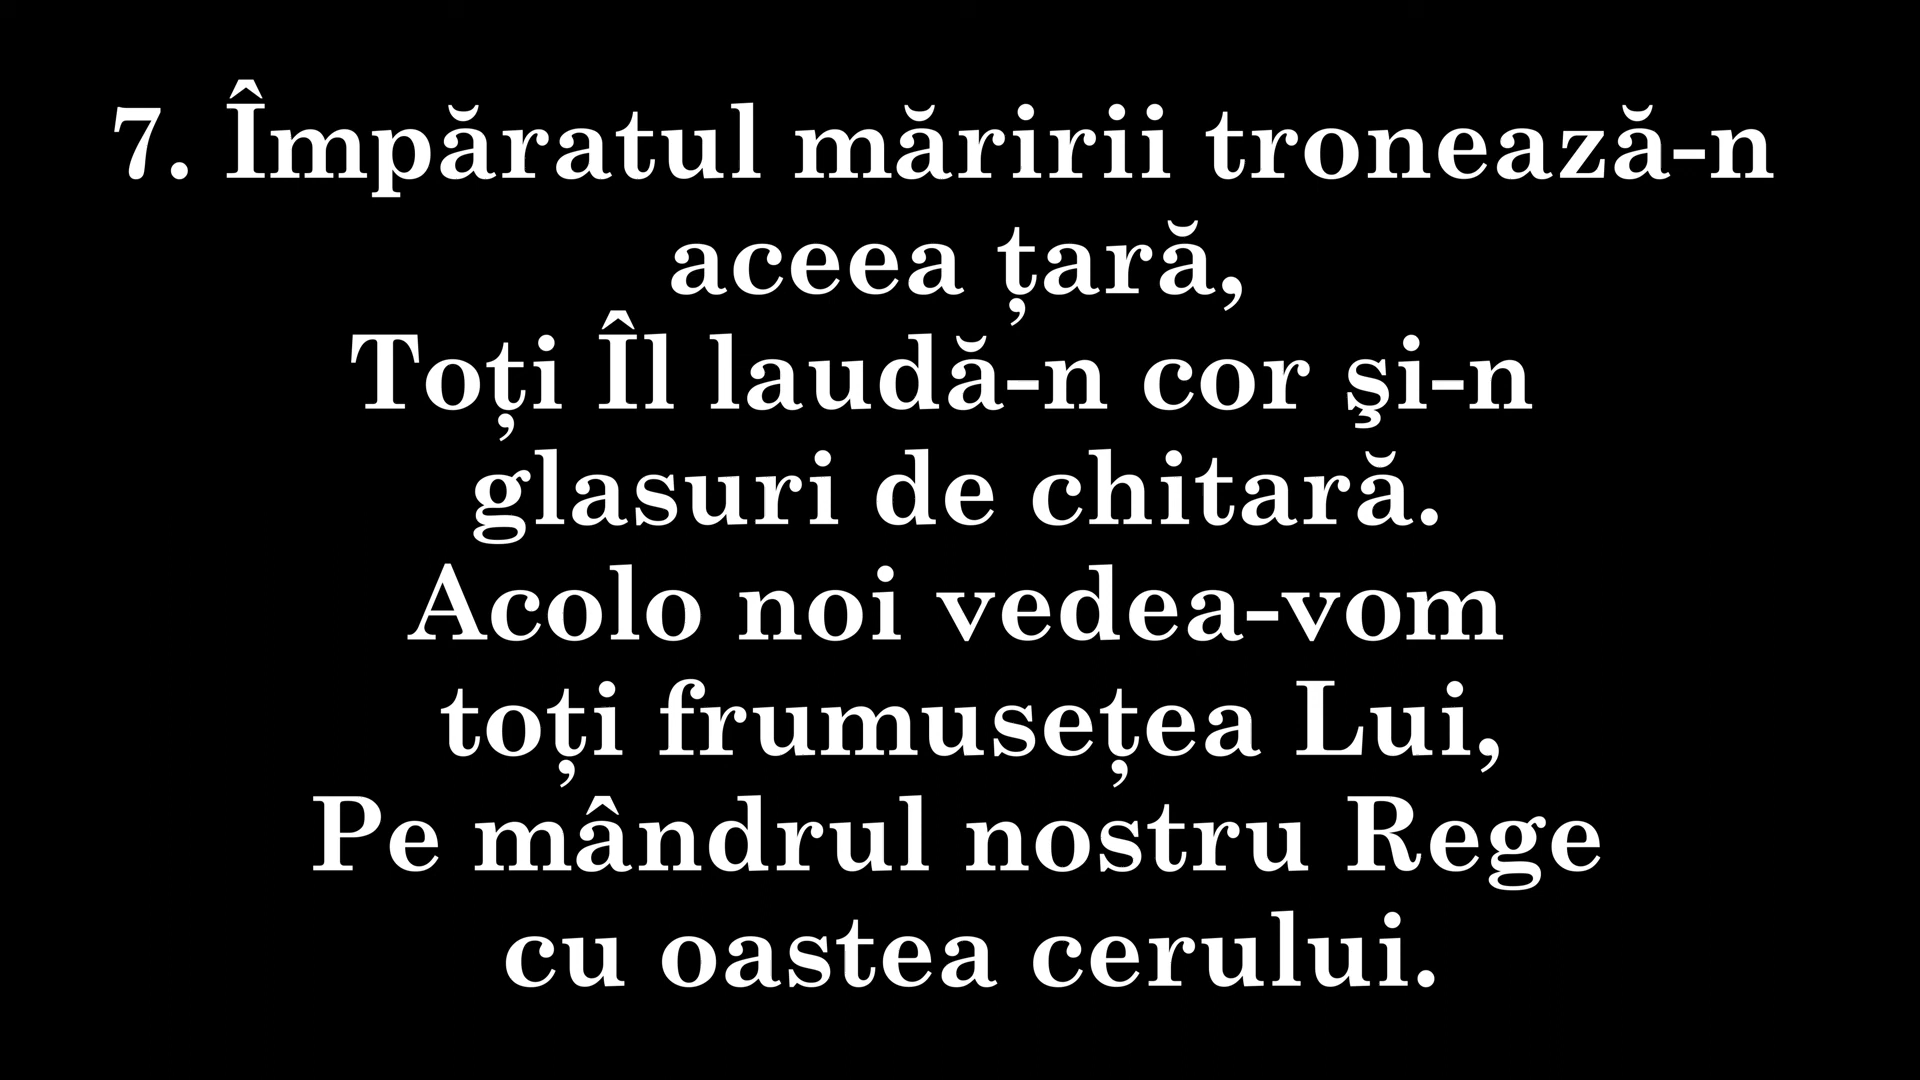 7. Împăratul măririi tronează-n
aceea țară,
Toți Îl laudă-n cor şi-n
glasuri de chitară.
Acolo noi vedea-vom
toți frumusețea Lui,
Pe mândrul nostru Rege
cu oastea cerului.